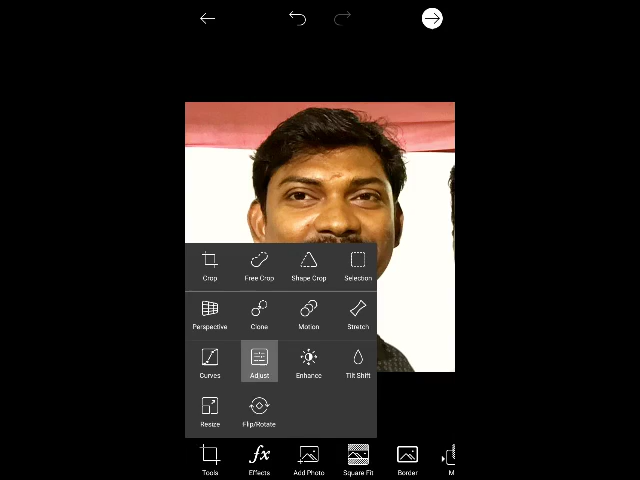 Crop Free Crop Shape Crop Selection
Perspective Clone Motion Stretch
Curves Adjust Enhance Tilt Shift
Resize Flip/Rotate
Tools Effects Add Photo Square Fit Border M